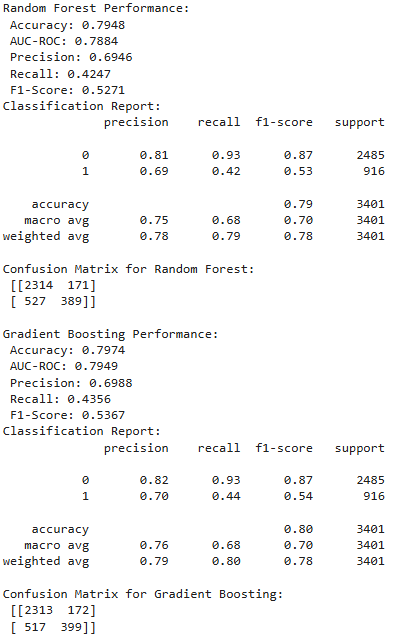 Random Forest Performance:
 Accuracy: 0.7948
 AUC-ROC: 0.7884
 Precision: 0.6946
 Recall: 0.4247
 F1-Score: 0.5271
Classification Report:
              precision    recall  f1-score   support

           0       0.81      0.93      0.87      2485
           1       0.69      0.42      0.53       916

    accuracy                           0.79      3401
   macro avg       0.75      0.68      0.70      3401
weighted avg       0.78      0.79      0.78      3401

Confusion Matrix for Random Forest:
 [[2314  171]
 [ 527  389]]

Gradient Boosting Performance:
 Accuracy: 0.7974
 AUC-ROC: 0.7949
 Precision: 0.6988
 Recall: 0.4356
 F1-Score: 0.5367
Classification Report:
              precision    recall  f1-score   support

           0       0.82      0.93      0.87      2485
           1       0.70      0.44      0.54       916

    accuracy                           0.80      3401
   macro avg       0.76      0.68      0.70      3401
weighted avg       0.79      0.80      0.78      3401

Confusion Matrix for Gradient Boosting:
 [[2313  172]
 [ 517  399]]